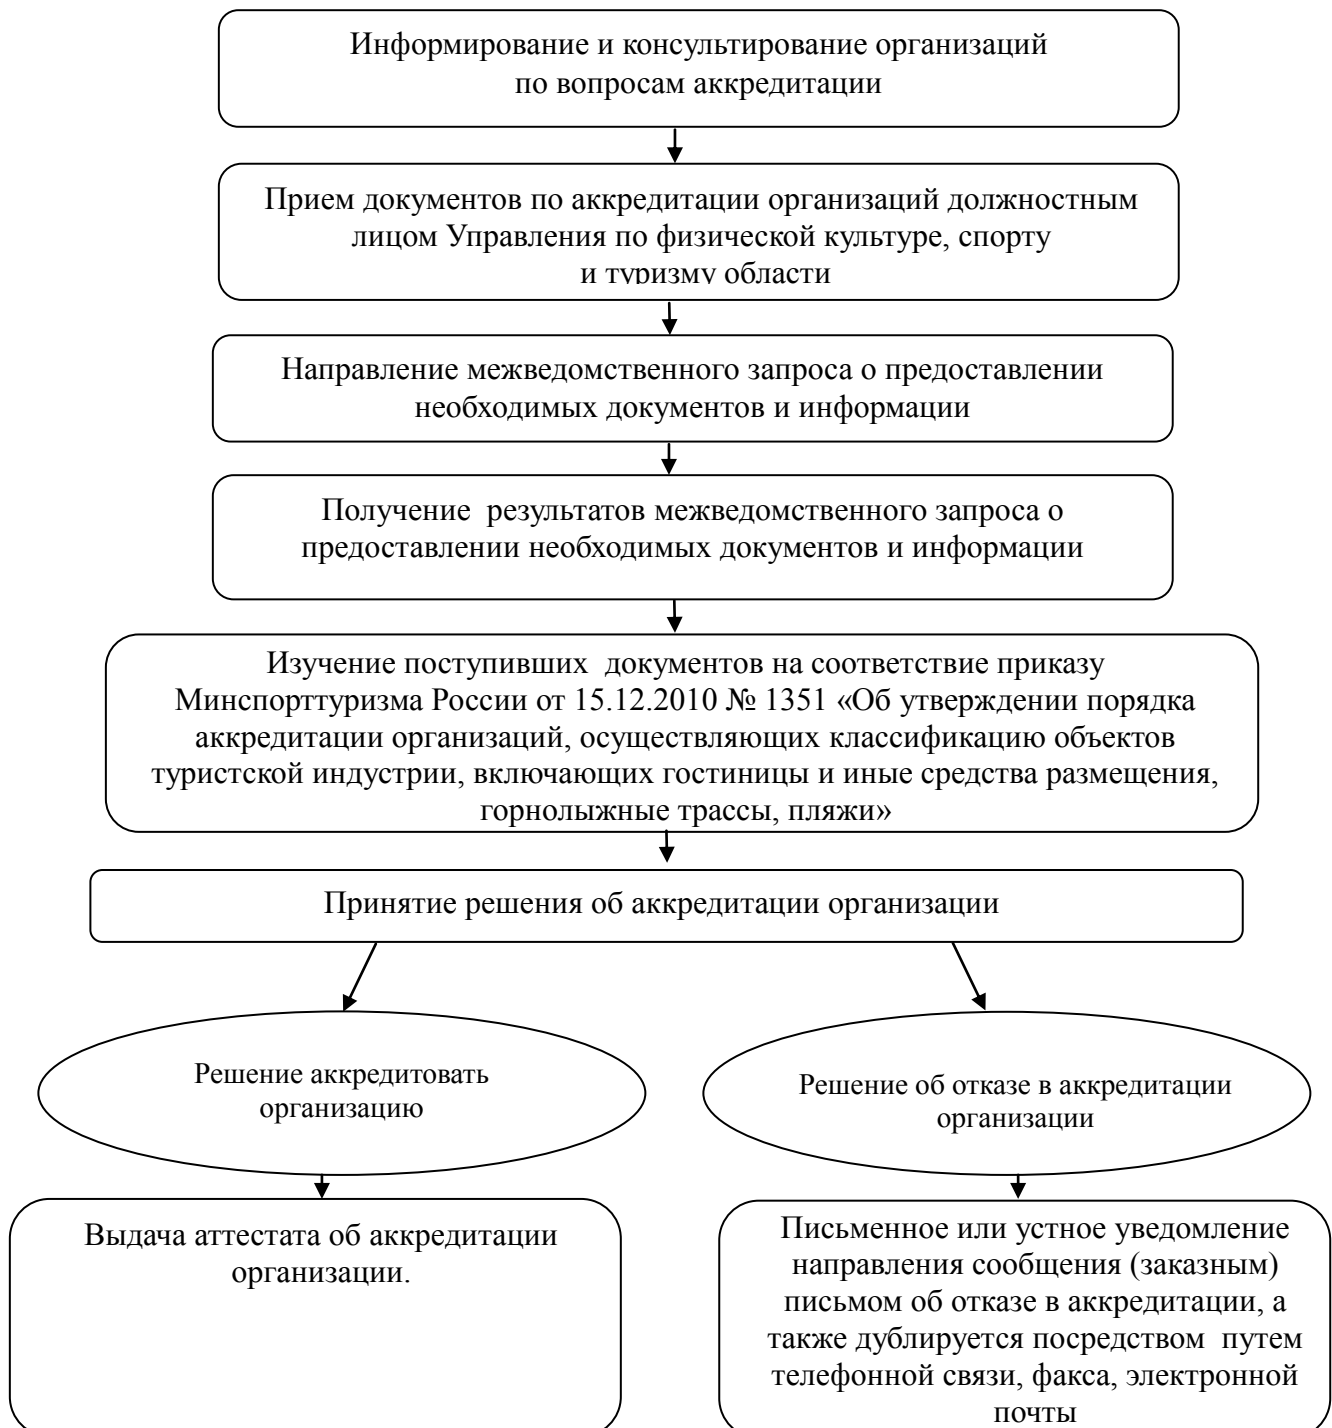 Информирование и консультирование организаций
по вопросам аккредитации
Прием документов по аккредитации организаций должностным
лицом Управления по физической культуре, спорту
и туризму области
Направление межведомственного запроса о предоставлении
необходимых документов и информации
Получение результатов межведомственного запроса о
предоставлении необходимых документов и информации
Изучение поступивших документов на соответствие приказу
Минспорттуризма России от 15.12.2010 № 1351 «Об утверждении порядка
аккредитации организаций, осуществляющих классификацию объектов
туристской индустрии, включающих гостиницы и иные средства размещения,
горнолыжные трассы, пляжи»
Принятие решения об аккредитации организации
Решение аккредитовать
организацию
Решение об отказе в аккредитации
организации
Выдача аттестата об аккредитации
организации.
Письменное или устное уведомление
направления сообщения (заказным)
письмом об отказе в аккредитации, а
также дублируется посредством путем
телефонной связи, факса, электронной
почты